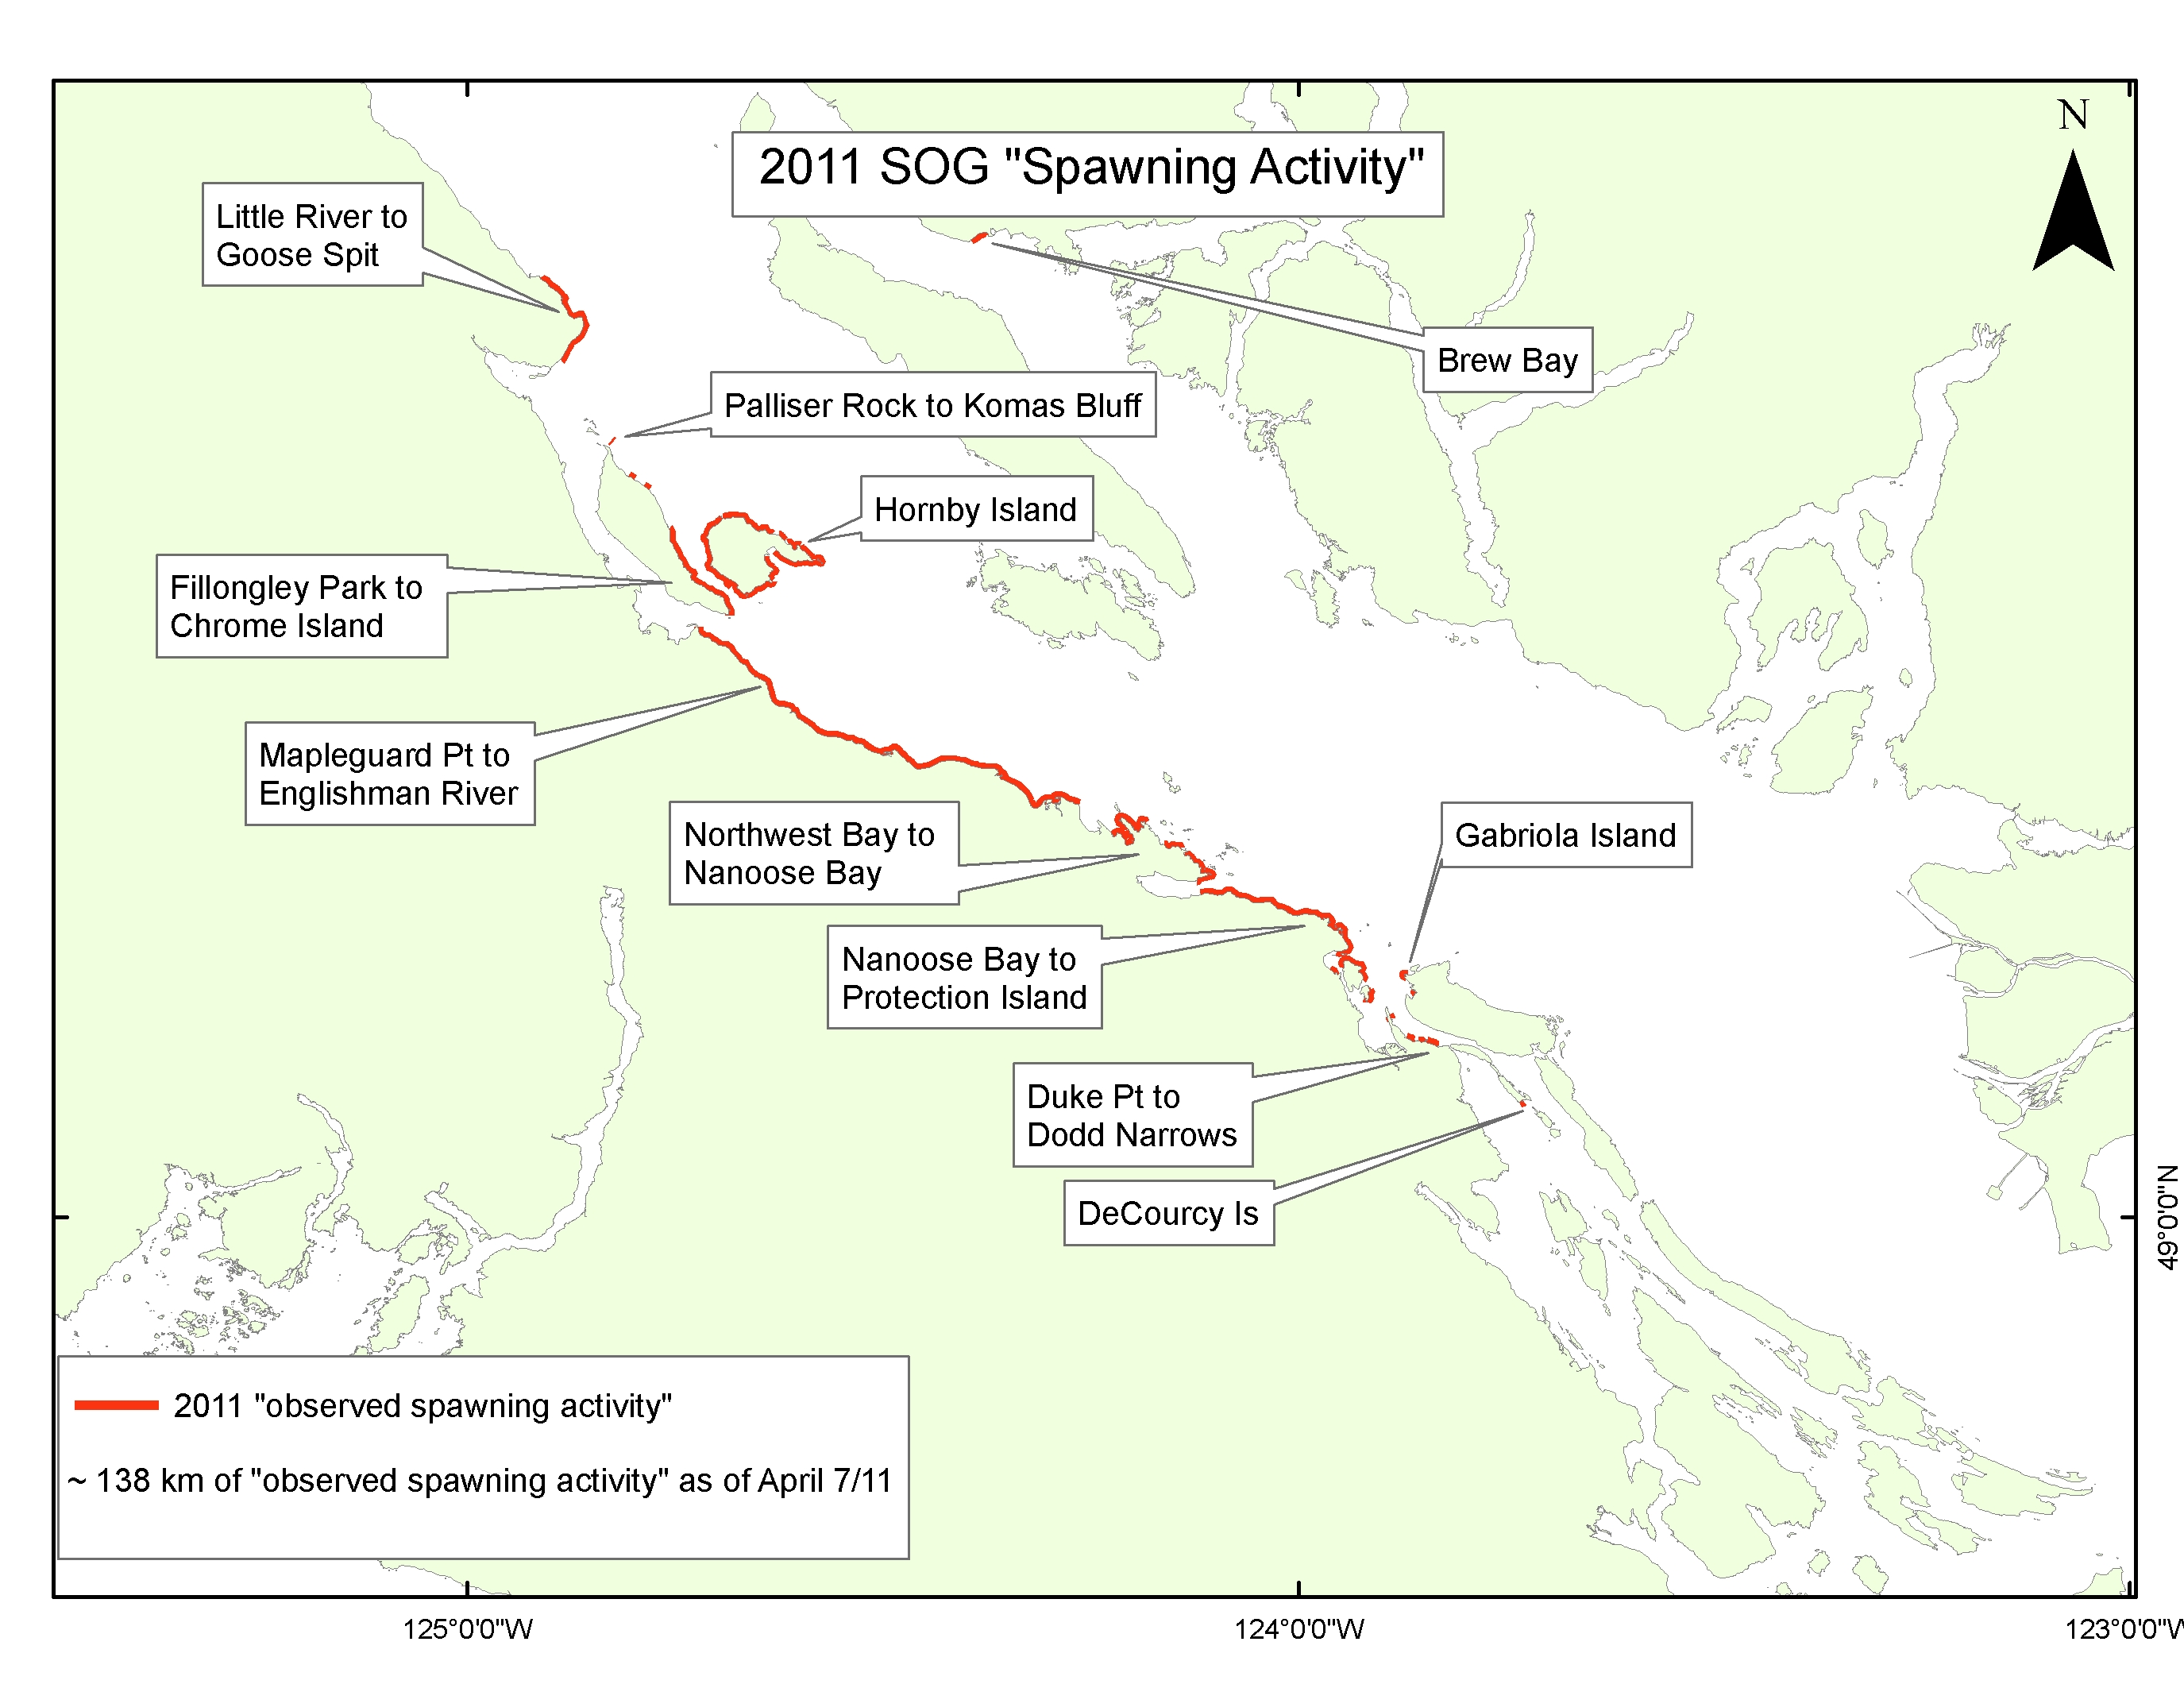 2011 SOG "Spawning Activity"
N
Little River to
Goose Spit
Brew Bay
Palliser Rock to Komas Bluff
Hornby Island
Fillongley Park to
Chrome Island
Mapleguard Pt to
Englishman River
Northwest Bay to
Nanoose Bay
Gabriola Island
Nanoose Bay to
Protection Island
Duke Pt to
Dodd Narrows
DeCourcy Is
49°0'0"N
2011 "observed spawning activity"
~ 138 km of "observed spawning activity" as of April 7/11
125°0'0"W
124°0'0"W
123°0'0"W